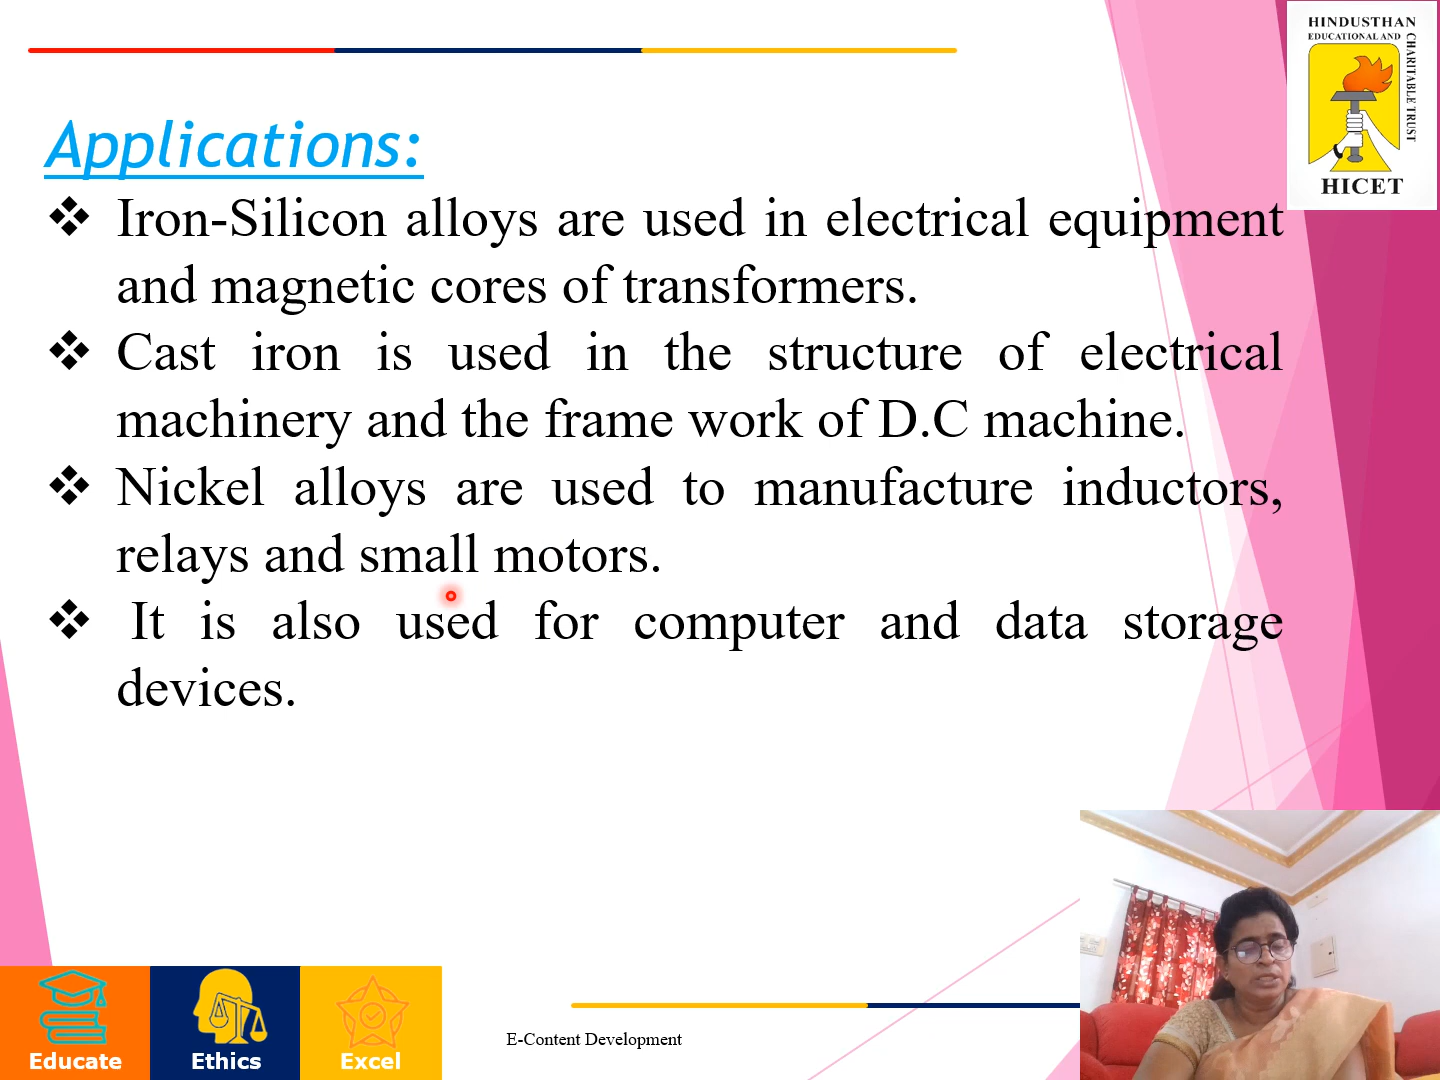 HINDUSTHAN
EDUCATIONAL AND
CHARITABLE TRUST
HICET
Applications:
❖ Iron-Silicon alloys are used in electrical equipment
and magnetic cores of transformers.
❖ Cast iron is used in the structure of electrical
machinery and the frame work of D.C machine.
❖ Nickel alloys are used to manufacture inductors,
relays and small motors.
❖ It is also used for computer and data storage
devices.
Educate
Ethics
Excel
E-Content Development